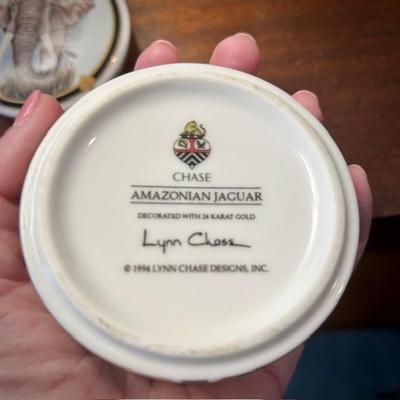 CHASE
AMAZONIAN JAGUAR
DECORATED WITH 24 KARAT GOLD
Lynn Chase
© 1994 LYNN CHASE DESIGNS, INC.